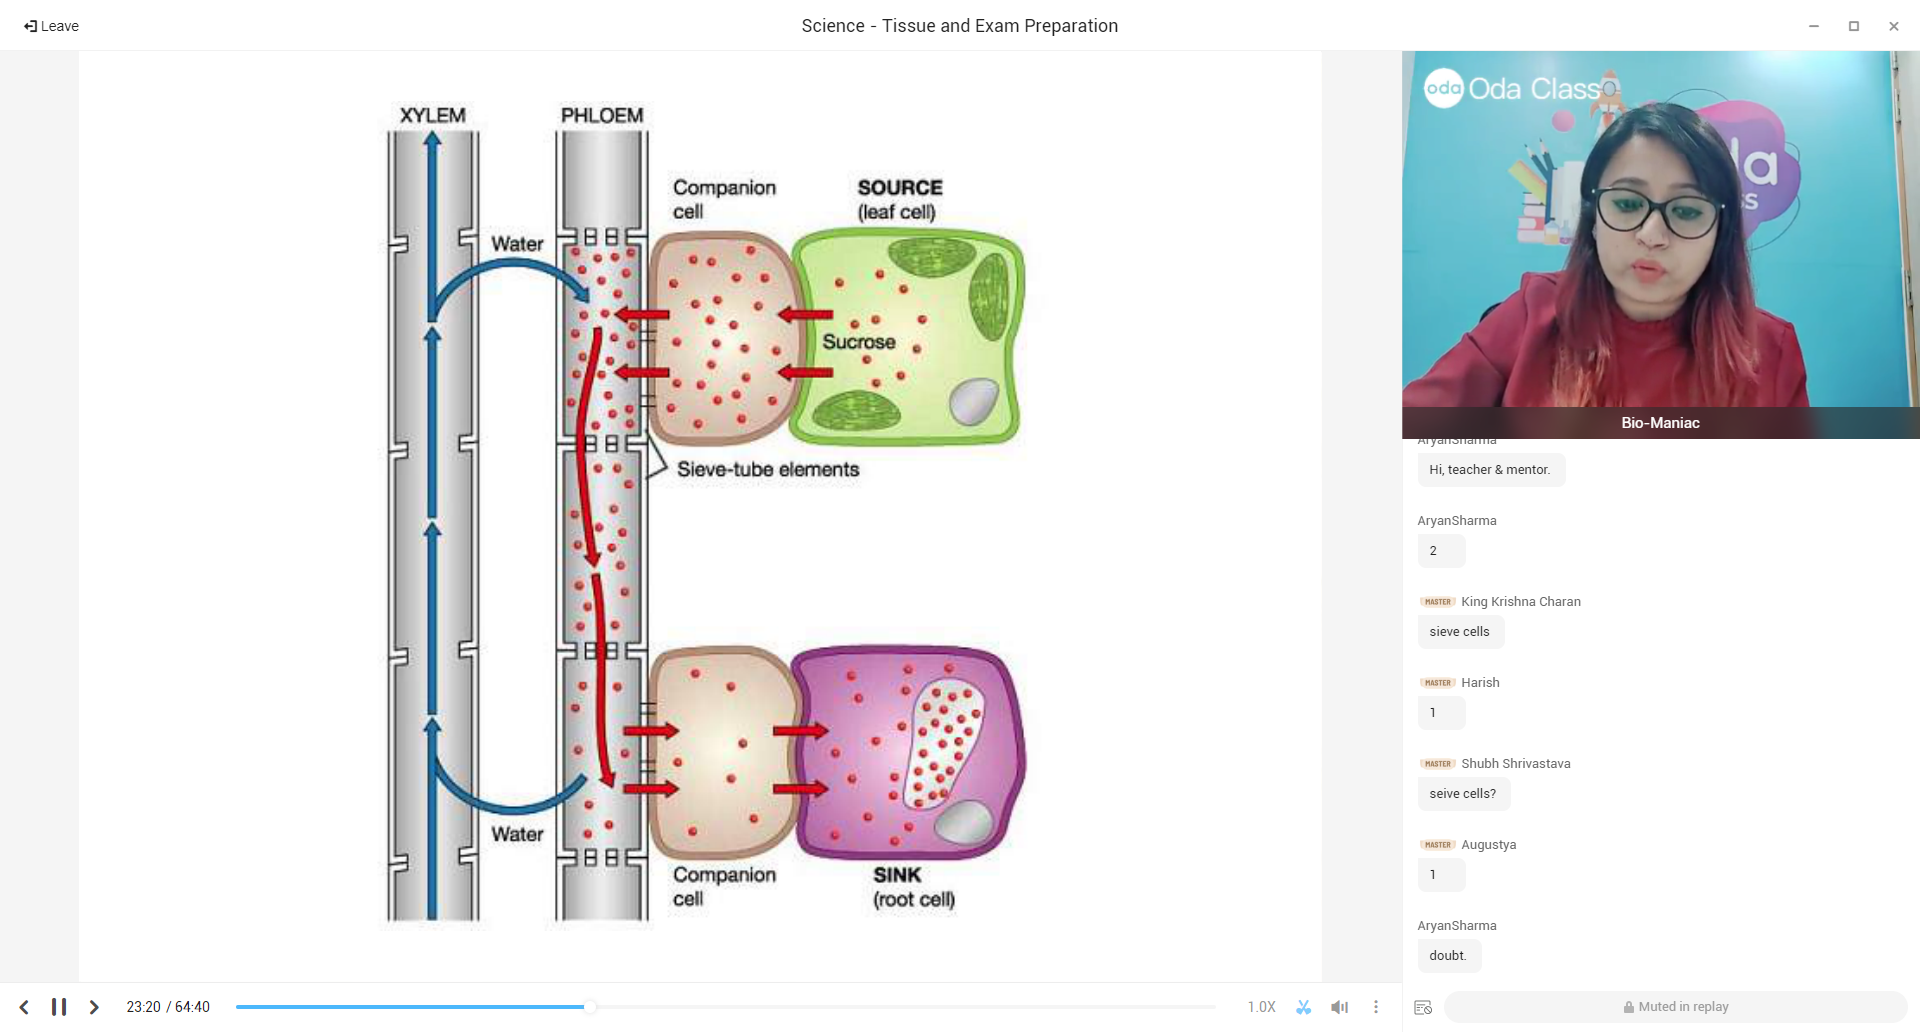 Leave
Science - Tissue and Exam Preparation
XYLEM
PHLOEM
Companion
cell
SOURCE
(leaf cell)
Water
Sucrose
Sieve-tube elements
Water
Companion
cell
SINK
(root cell)
oda Oda Class
Bio-Maniac
AryanSharma
Hi, teacher & mentor.
AryanSharma
2
MASTER King Krishna Charan
sieve cells
MASTER Harish
1
MASTER Shubh Shrivastava
seive cells?
MASTER Augustya
1
AryanSharma
doubt.
23:20 / 64:40
1.0X
Muted in replay